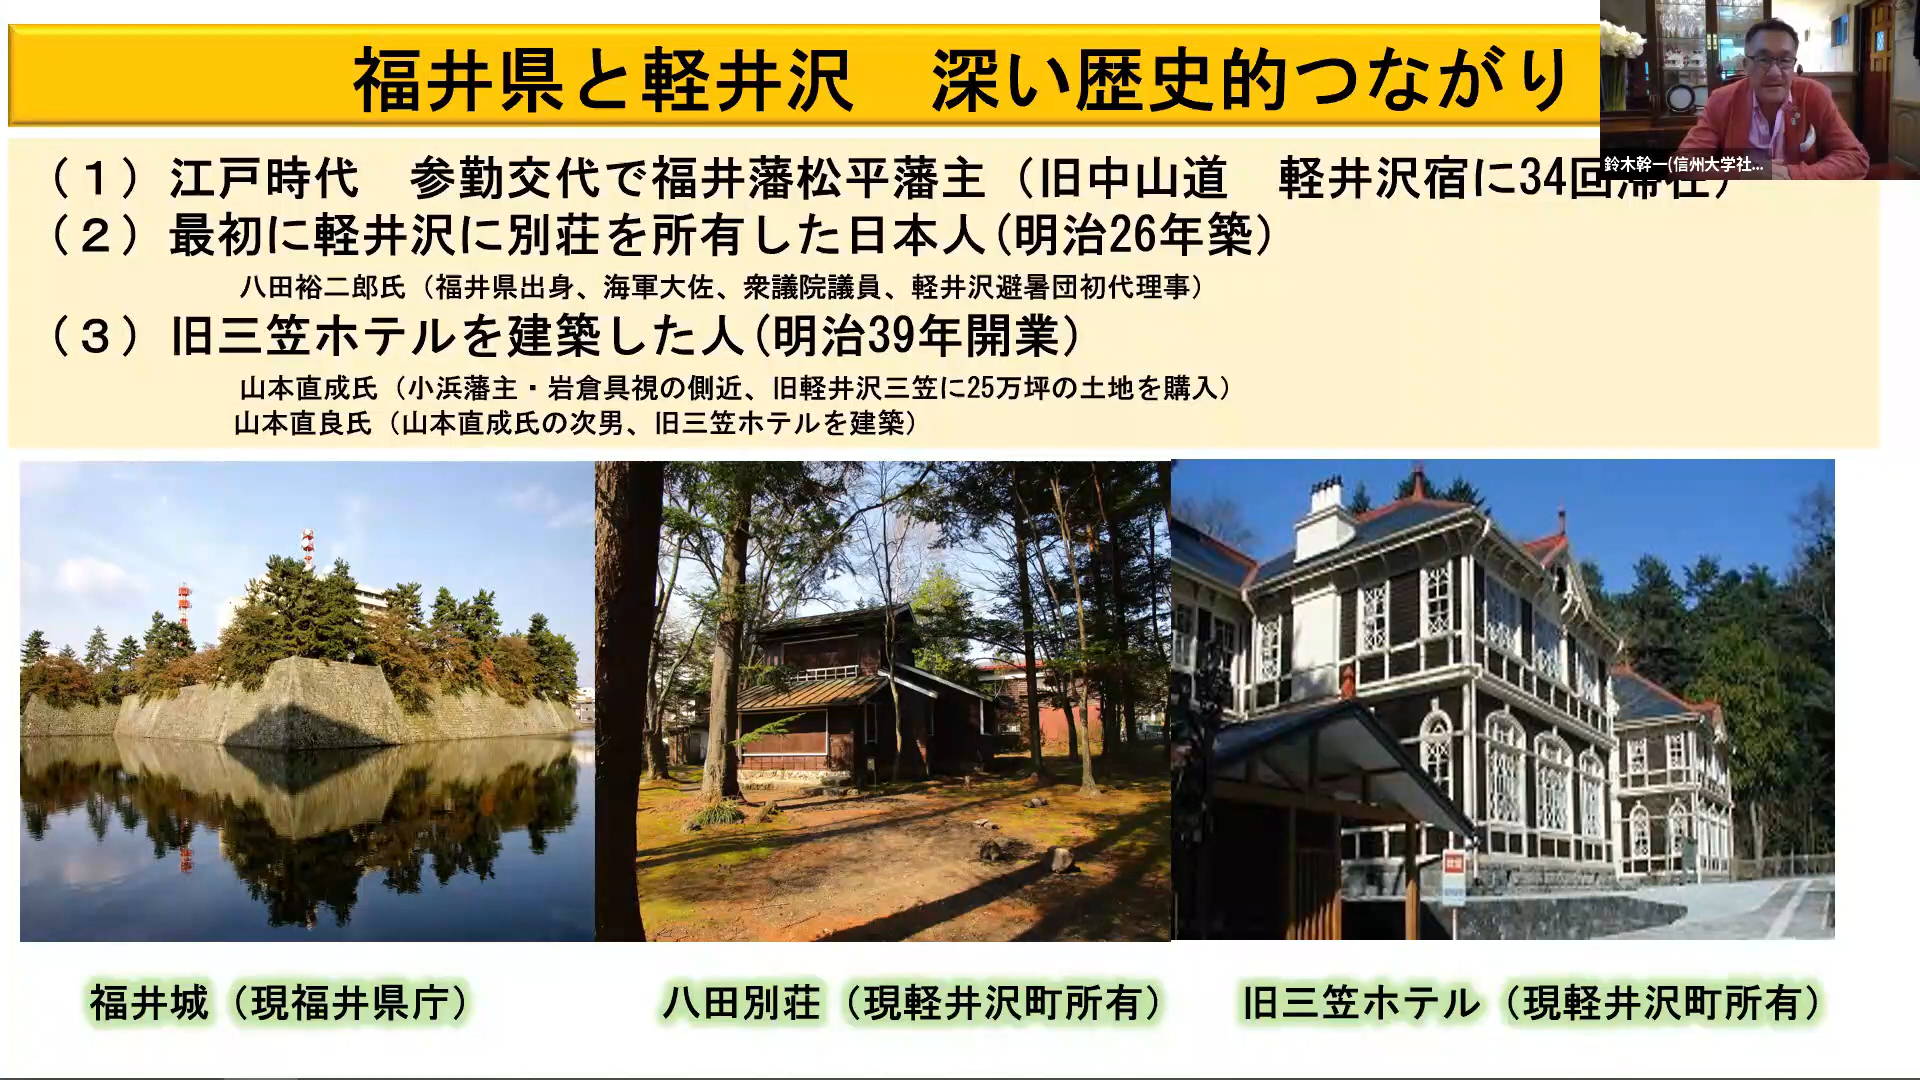 福井県と軽井沢　深い歴史的つながり
鈴木幹一(信州大学社...
（１）江戸時代　参勤交代で福井藩松平藩主（旧中山道　軽井沢宿に34回滞在）
（２）最初に軽井沢に別荘を所有した日本人(明治26年築)
八田裕二郎氏（福井県出身、海軍大佐、衆議院議員、軽井沢避暑団初代理事）
（３）旧三笠ホテルを建築した人(明治39年開業)
山本直成氏（小浜藩主・岩倉具視の側近、旧軽井沢三笠に25万坪の土地を購入）
山本直良氏（山本直成氏の次男、旧三笠ホテルを建築）
福井城（現福井県庁）
八田別荘（現軽井沢町所有）
旧三笠ホテル（現軽井沢町所有）